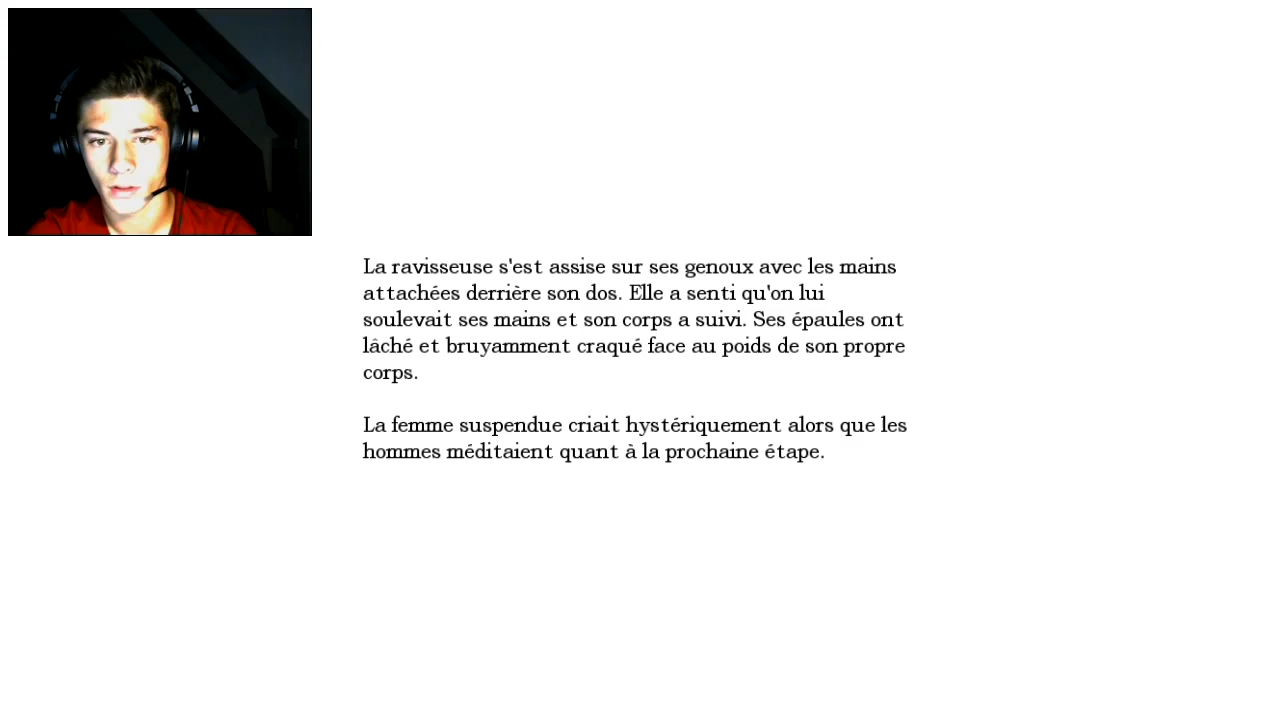 La ravisseuse s'est assise sur ses genoux avec les mains
attachées derrière son dos. Elle a senti qu'on lui
soulevait ses mains et son corps a suivi. Ses épaules ont
lâché et bruyamment craqué face au poids de son propre
corps.
La femme suspendue criait hystériquement alors que les
hommes méditaient quant à la prochaine étape.